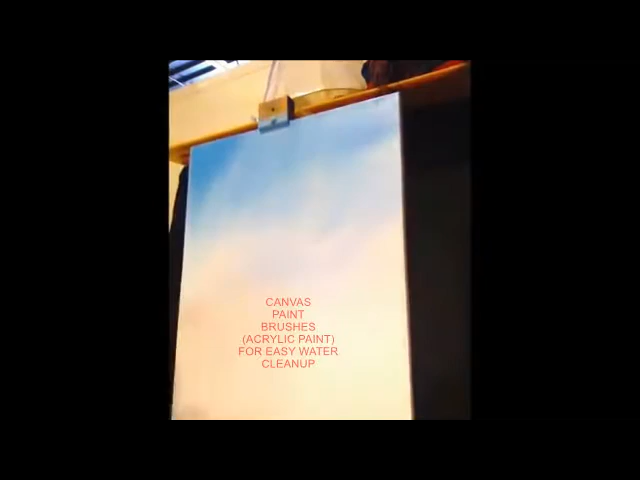 CANVAS
PAINT
BRUSHES
(ACRYLIC PAINT)
FOR EASY WATER
CLEANUP